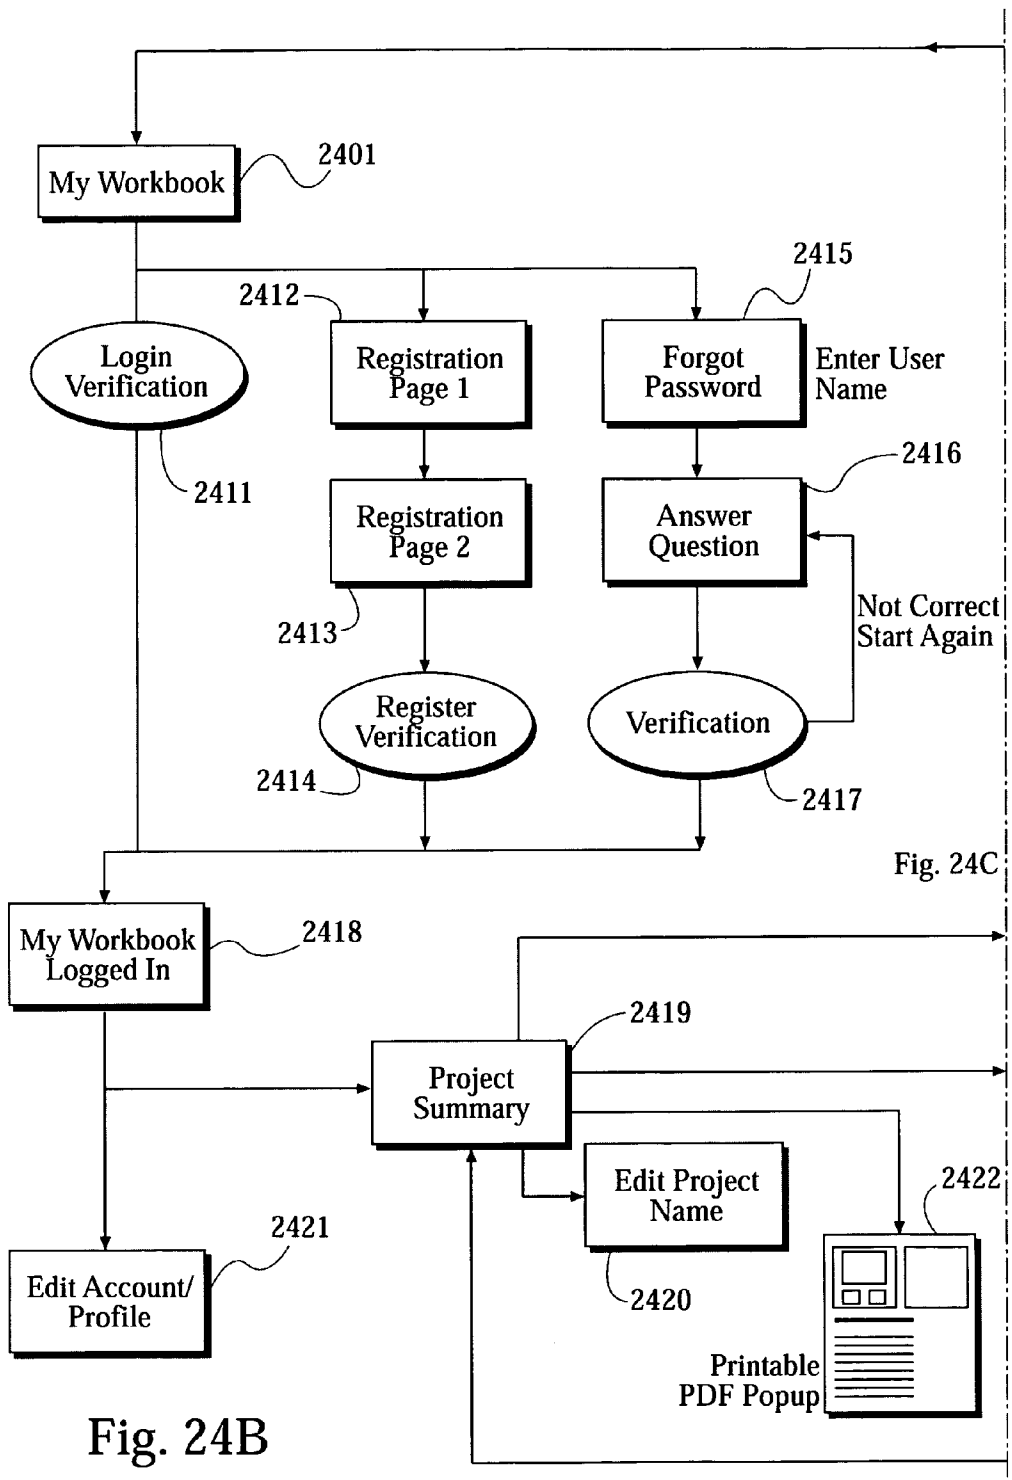 2401
My Workbook
2415
2412
Login
Verification
Registration
Page 1
Forgot
Password
Enter User
Name
2411
2416
Registration
Page 2
Answer
Question
2413
Not Correct
Start Again
Register
Verification
Verification
2414
2417
Fig. 24C
My Workbook
Logged In
2418
2419
Project
Summary
Edit Project
Name
2422
2421
Edit Account/
Profile
2420
Printable
PDF Popup
Fig. 24B